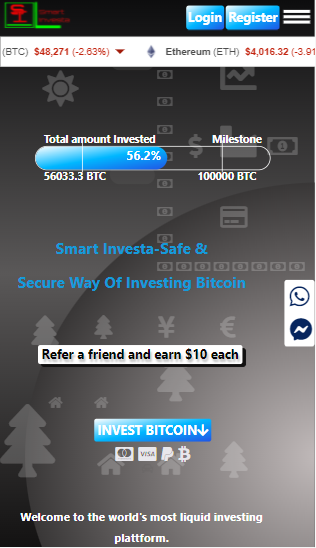 Smart
Investa
Login
Register
(BTC) $48,271 (-2.63%)
Ethereum (ETH) $4,016.32 (-3.91
Total amount Invested
Milestone
56.2%
56033.3 BTC
100000 BTC
Smart Investa-Safe &
Secure Way Of Investing Bitcoin
Refer a friend and earn $10 each
INVEST BITCOIN↓
VISA
Welcome to the world's most liquid investing
plattform.